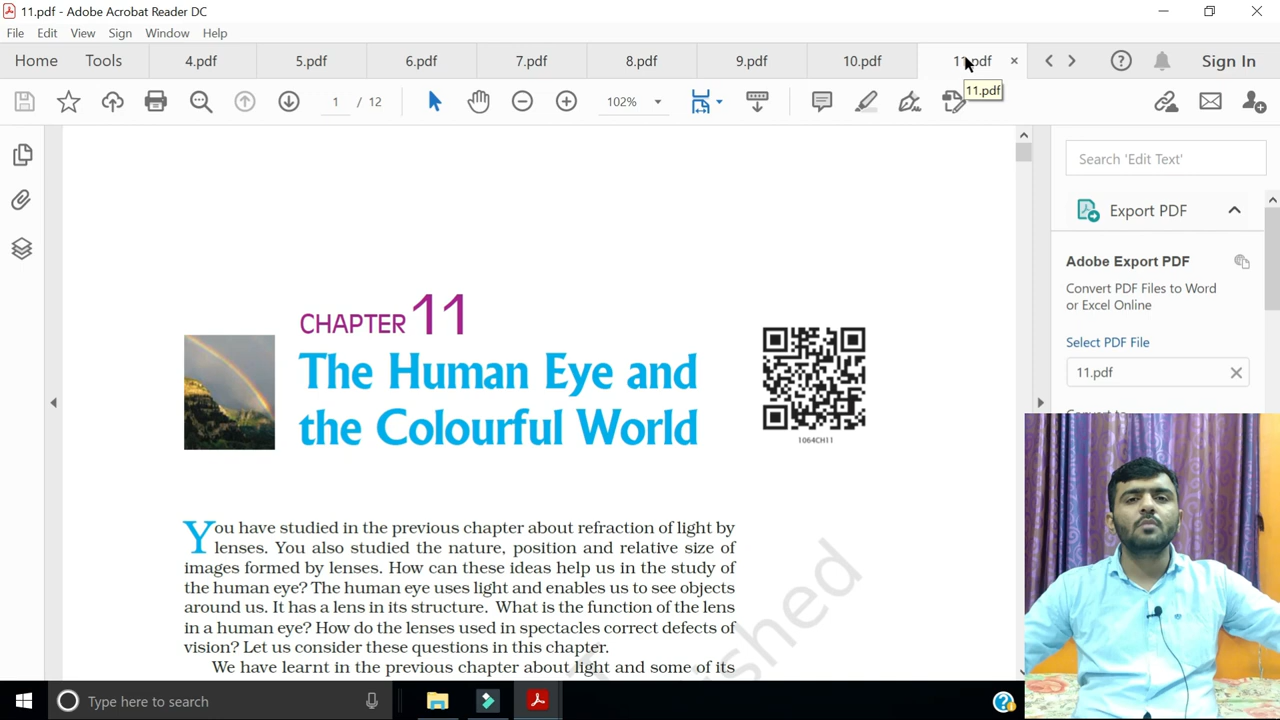 11.pdf - Adobe Acrobat Reader DC
File Edit View Sign Window Help
Home Tools 4.pdf 5.pdf 6.pdf 7.pdf 8.pdf 9.pdf 10.pdf 11.pdf × Sign In
1 / 12 102%
11.pdf
Search 'Edit Text'
Export PDF
Adobe Export PDF
Convert PDF Files to Word
or Excel Online
Select PDF File
11.pdf
CHAPTER 11
The Human Eye and
the Colourful World
1064CH11
You have studied in the previous chapter about refraction of light by
lenses. You also studied the nature, position and relative size of
images formed by lenses. How can these ideas help us in the study of
the human eye? The human eye uses light and enables us to see objects
around us. It has a lens in its structure. What is the function of the lens
in a human eye? How do the lenses used in spectacles correct defects of
vision? Let us consider these questions in this chapter.
We have learnt in the previous chapter about light and some of its
Type here to search